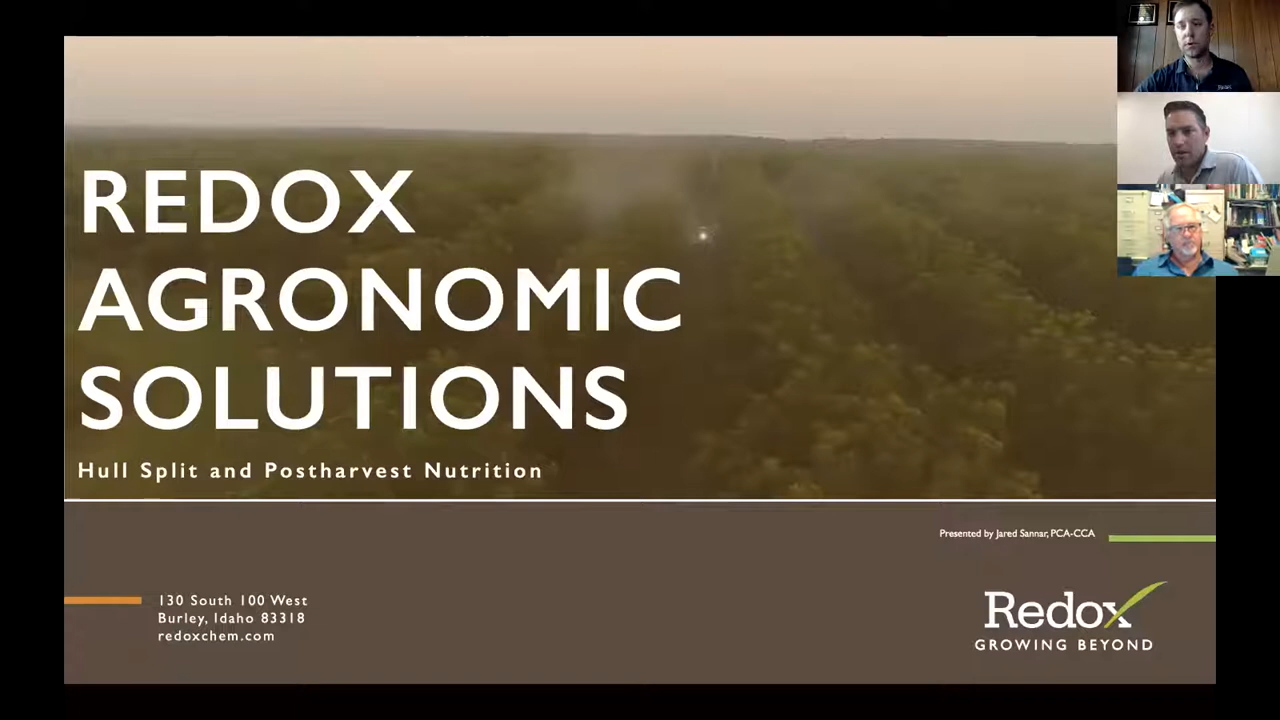 REDOX
AGRONOMIC
SOLUTIONS
Hull Split and Postharvest Nutrition
Presented by Jared Sannar, PCA-CCA
130 South 100 West
Burley, Idaho 83318
redoxchem.com
Redox
GROWING BEYOND